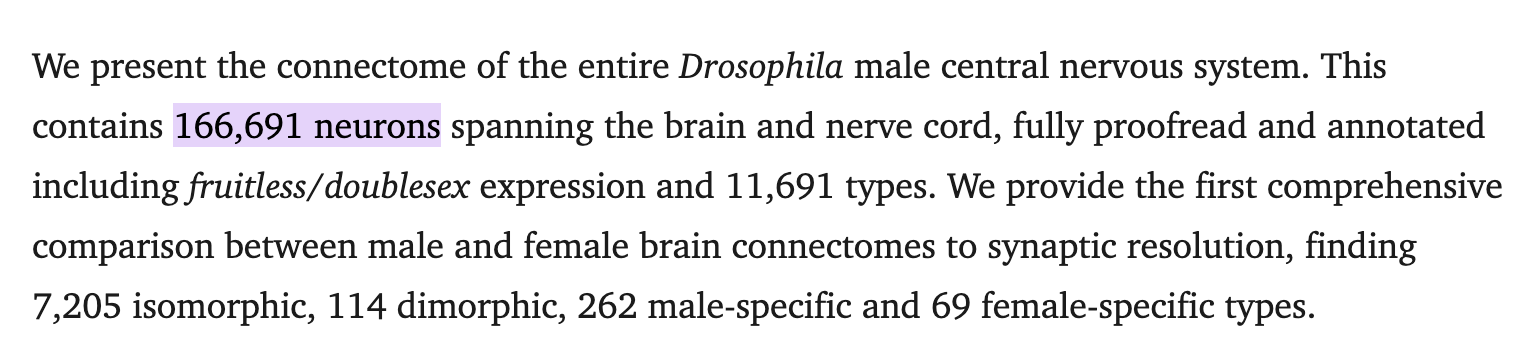 We present the connectome of the entire Drosophila male central nervous system. This
contains 166,691 neurons spanning the brain and nerve cord, fully proofread and annotated
including fruitless/doublesex expression and 11,691 types. We provide the first comprehensive
comparison between male and female brain connectomes to synaptic resolution, finding
7,205 isomorphic, 114 dimorphic, 262 male-specific and 69 female-specific types.